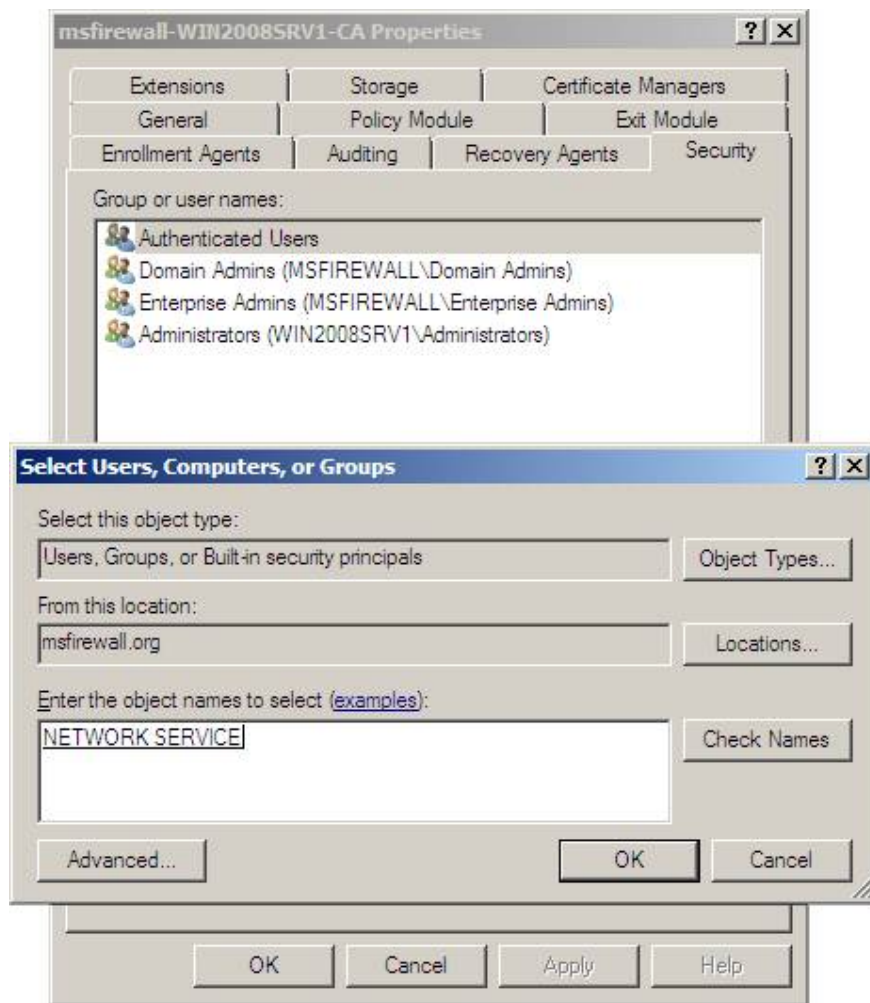 msfirewall-WIN2008SRV1-CA Properties
Extensions Storage Certificate Managers
General Policy Module Exit Module
Enrollment Agents Auditing Recovery Agents Security
Group or user names:
Authenticated Users
Domain Admins (MSFIREWALL\Domain Admins)
Enterprise Admins (MSFIREWALL\Enterprise Admins)
Administrators (WIN2008SRV1\Administrators)
Select Users, Computers, or Groups
Select this object type:
Users, Groups, or Built-in security principals Object Types...
From this location:
msfirewall.org Locations...
Enter the object names to select (examples):
NETWORK SERVICE Check Names
Advanced... OK Cancel
OK Cancel Apply Help